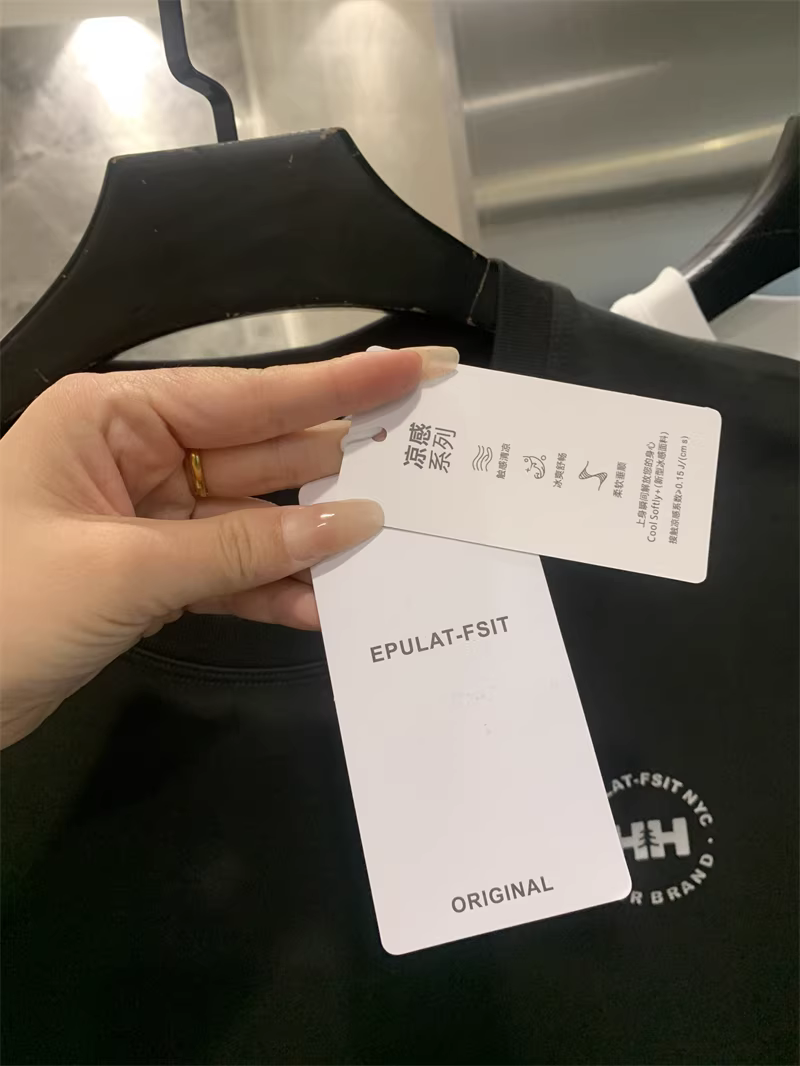 凉感
系列
触感清凉
冰爽舒畅
柔软垂顺
上身瞬间解放您的身心
Cool Softly+(新型冰感面料)
接触凉感系数>0.15 J/(cm s)
EPULAT-FSIT
ORIGINAL
LAT-FSIT NYC
HH
R BRAND